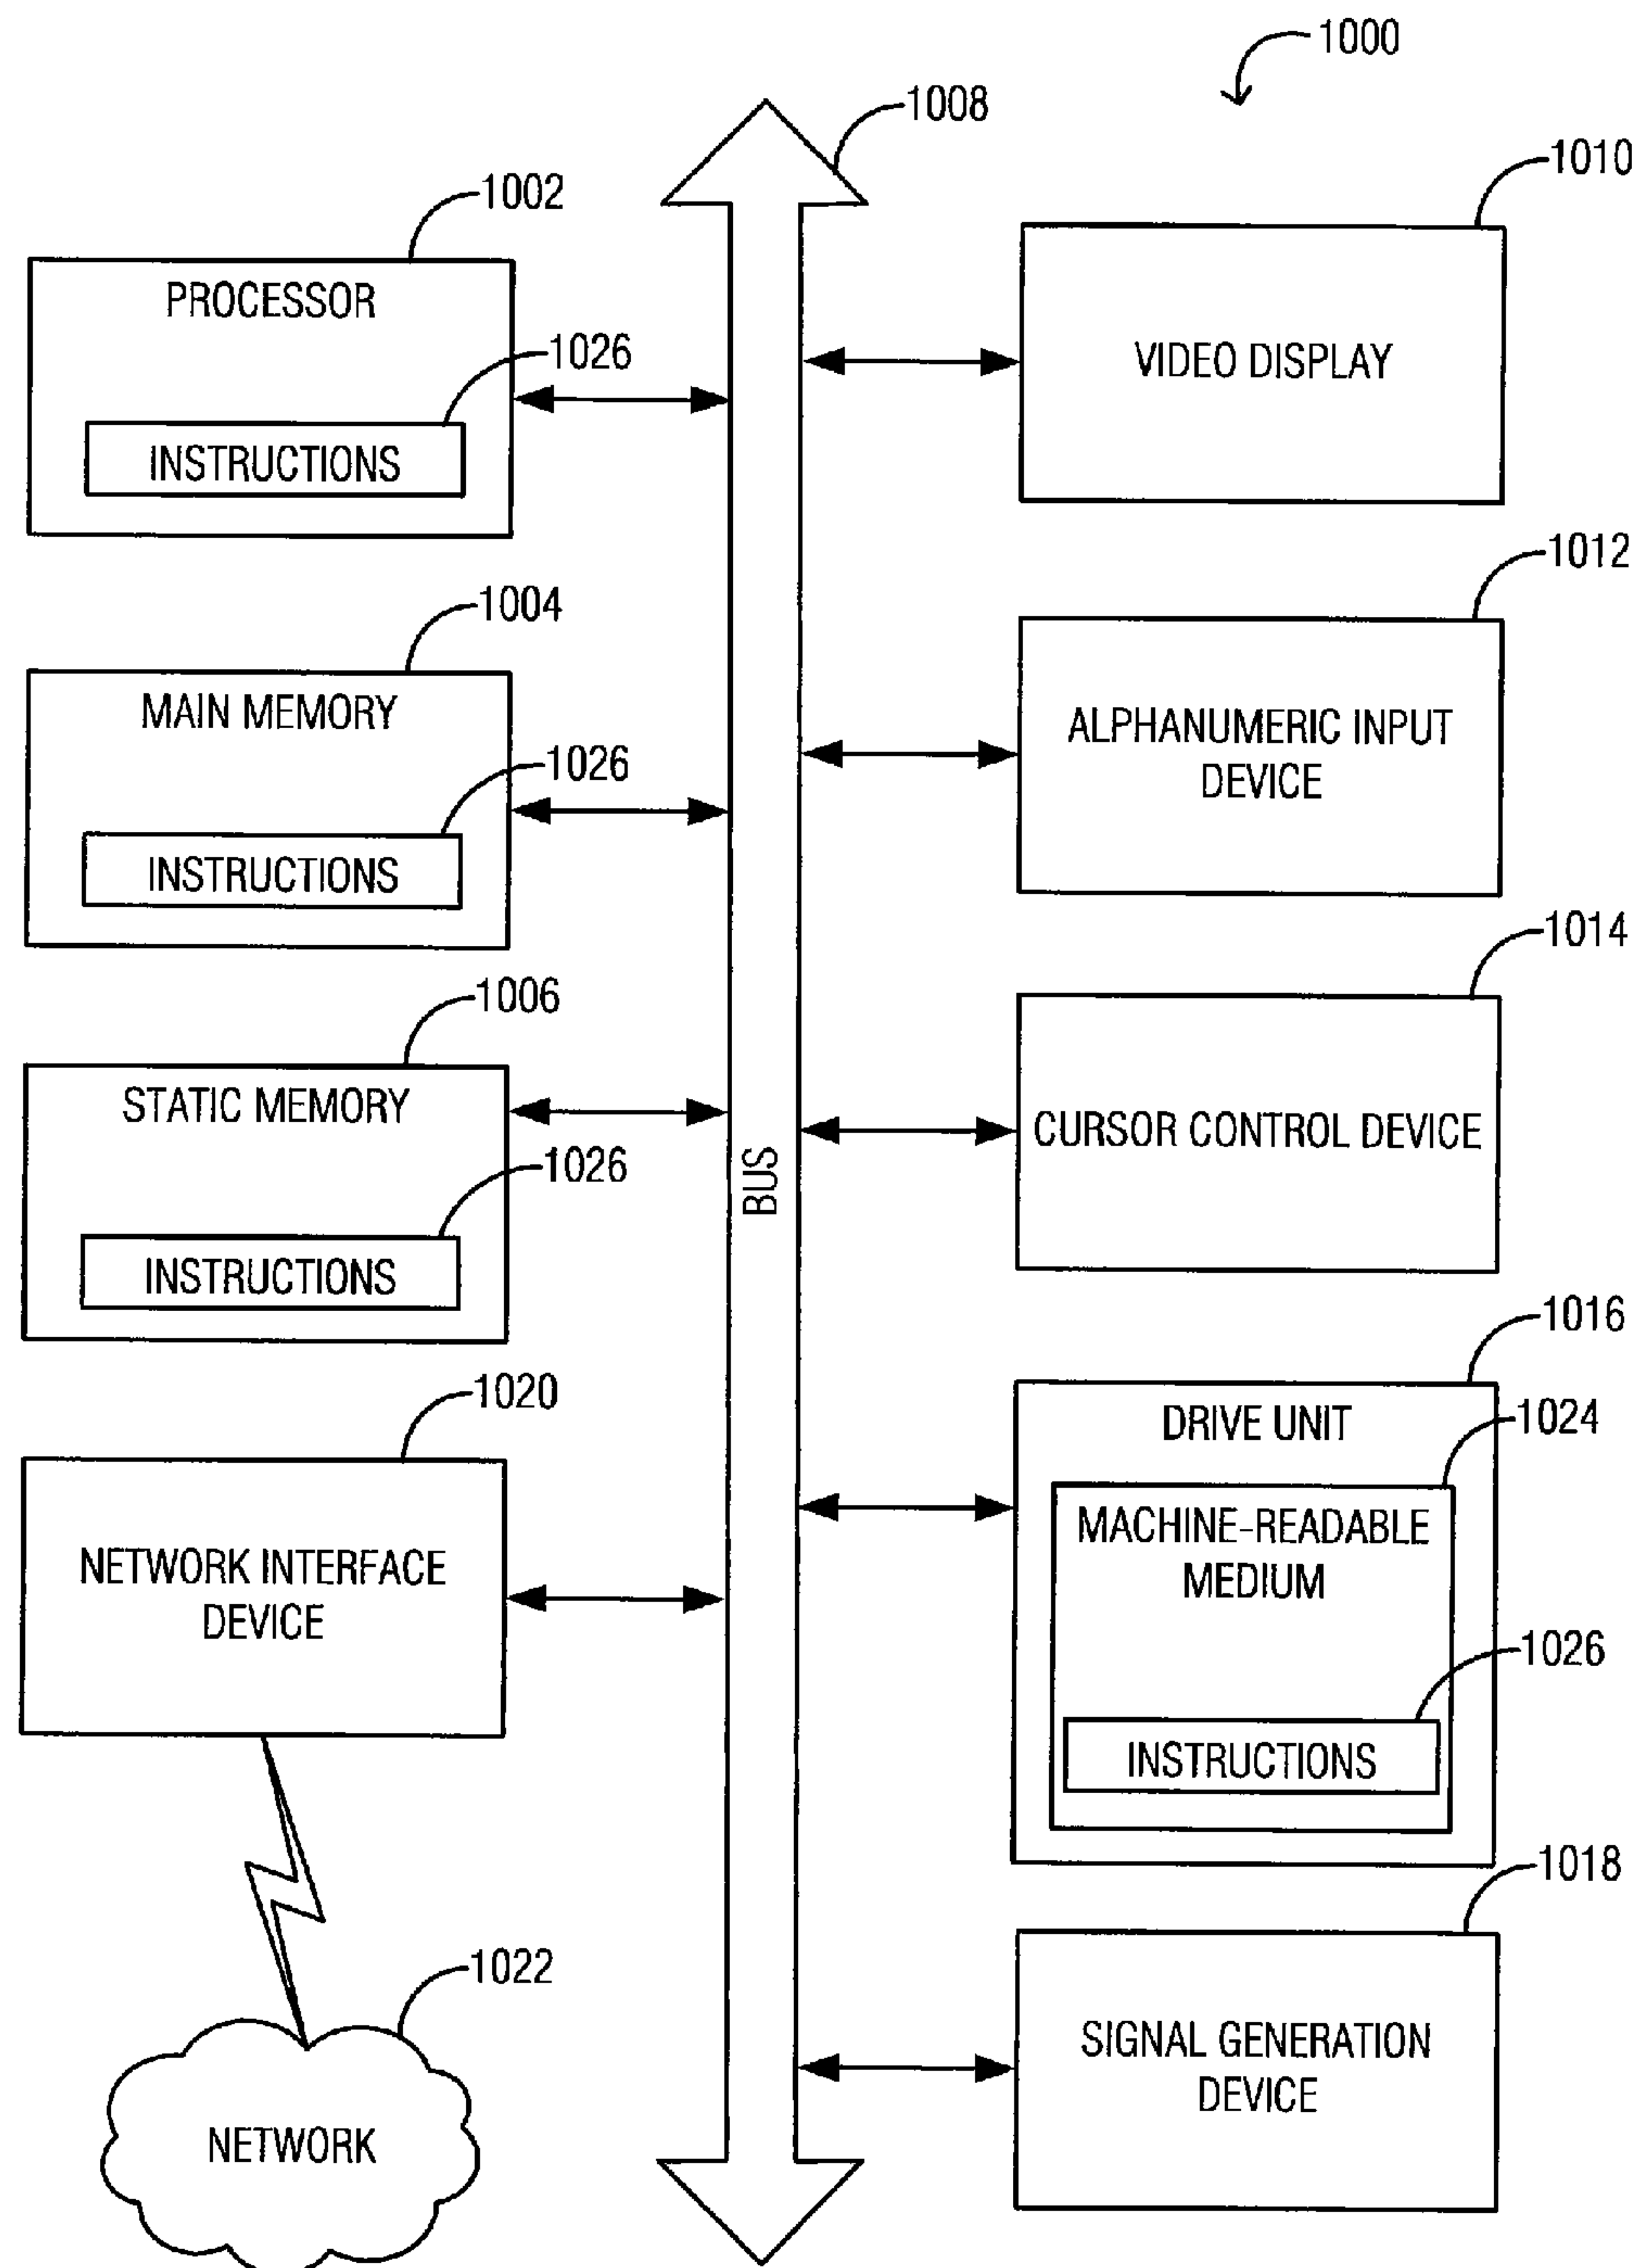 1000
1008
1010
1002
PROCESSOR
1026
INSTRUCTIONS
VIDEO DISPLAY
1012
1004
MAIN MEMORY
1026
INSTRUCTIONS
ALPHANUMERIC INPUT
DEVICE
1014
1006
STATIC MEMORY
1026
INSTRUCTIONS
BUS
CURSOR CONTROL DEVICE
1016
1020
NETWORK INTERFACE
DEVICE
DRIVE UNIT
1024
MACHINE-READABLE
MEDIUM
1026
INSTRUCTIONS
1018
1022
NETWORK
SIGNAL GENERATION
DEVICE